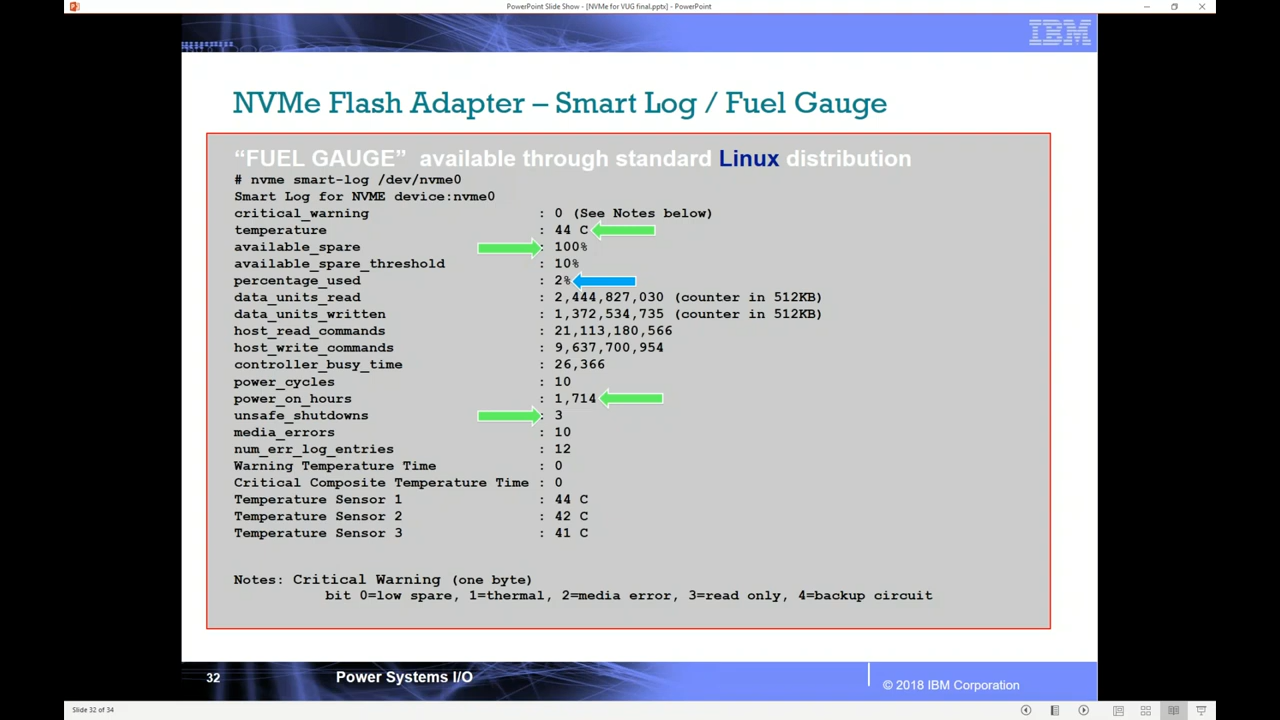 PowerPoint Slide Show - [NVMe for VUG final.pptx] - PowerPoint
IBM
NVMe Flash Adapter – Smart Log / Fuel Gauge
“FUEL GAUGE” available through standard Linux distribution
# nvme smart-log /dev/nvme0
Smart Log for NVME device:nvme0
critical_warning : 0 (See Notes below)
temperature : 44 C
available_spare : 100%
available_spare_threshold : 10%
percentage_used : 2%
data_units_read : 2,444,827,030 (counter in 512KB)
data_units_written : 1,372,534,735 (counter in 512KB)
host_read_commands : 21,113,180,566
host_write_commands : 9,637,700,954
controller_busy_time : 26,366
power_cycles : 10
power_on_hours : 1,714
unsafe_shutdowns : 3
media_errors : 10
num_err_log_entries : 12
Warning Temperature Time : 0
Critical Composite Temperature Time : 0
Temperature Sensor 1 : 44 C
Temperature Sensor 2 : 42 C
Temperature Sensor 3 : 41 C
Notes: Critical Warning (one byte)
bit 0=low spare, 1=thermal, 2=media error, 3=read only, 4=backup circuit
32 Power Systems I/O © 2018 IBM Corporation
Slide 32 of 34